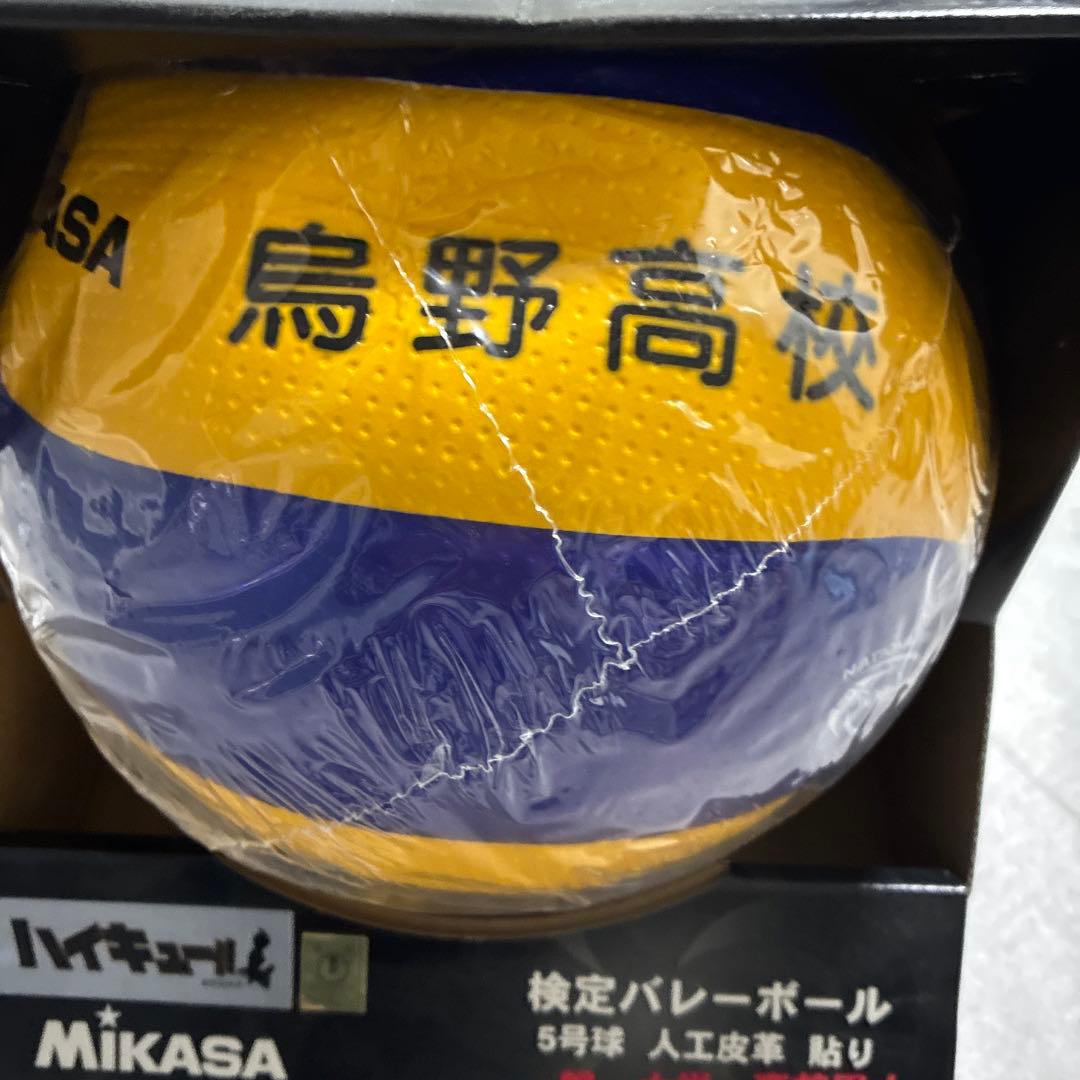 ASA
烏野高校
ハイキュー!!
MiKASA
検定バレーボール
5号球 人工皮革 貼り